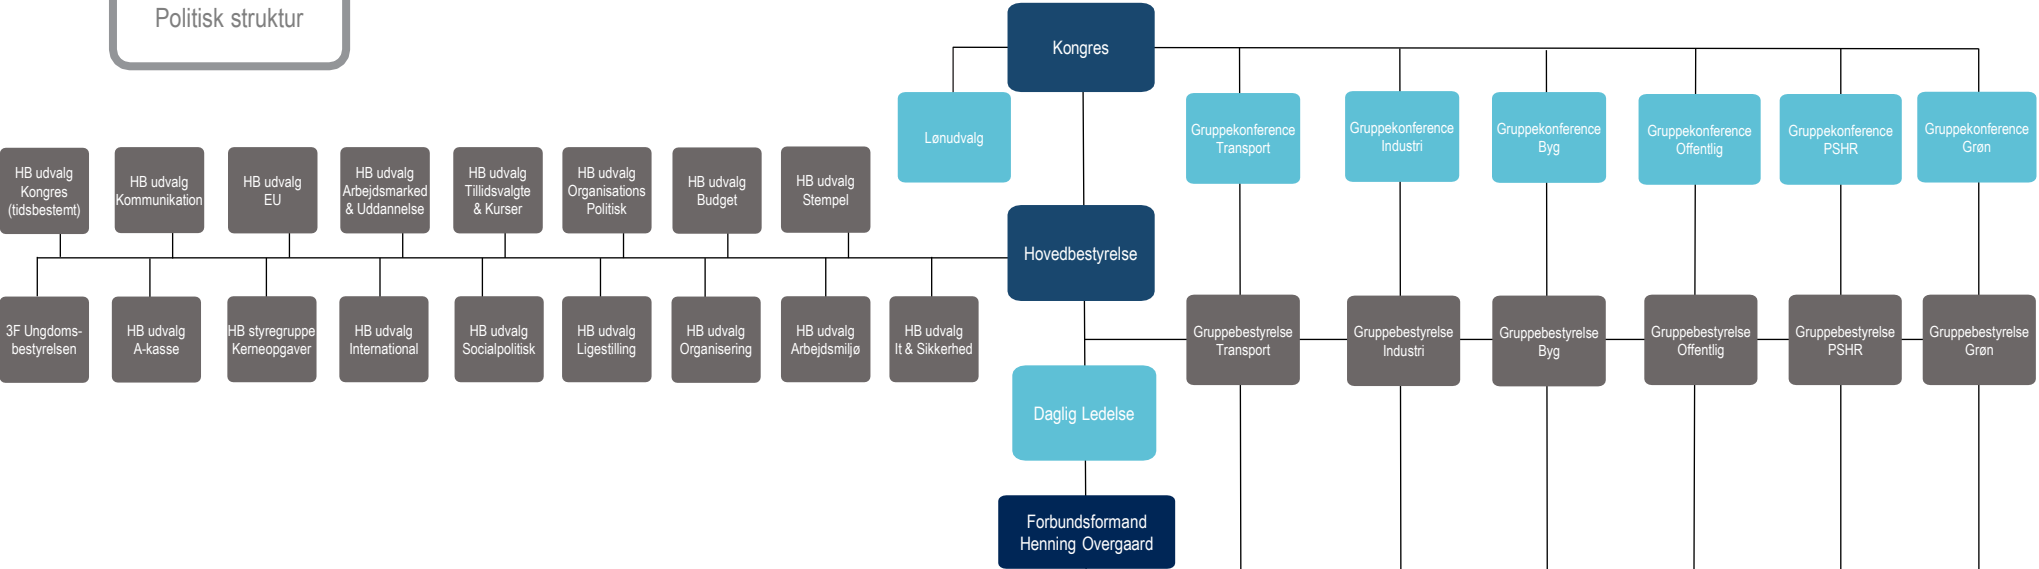 Politisk struktur
Kongres
Lønudvalg
Gruppekonference
Transport
Gruppekonference
Industri
Gruppekonference
Byg
Gruppekonference
Offentlig
Gruppekonference
PSHR
Gruppekonference
Grøn
HB udvalg
Kongres
(tidsbestemt)
HB udvalg
Kommunikation
HB udvalg
EU
HB udvalg
Arbejdsmarked
& Uddannelse
HB udvalg
Tillidsvalgte
& Kurser
HB udvalg
Organisations
Politisk
HB udvalg
Budget
HB udvalg
Stempel
Hovedbestyrelse
3F Ungdoms-
bestyrelsen
HB udvalg
A-kasse
HB styregruppe
Kerneopgaver
HB udvalg
International
HB udvalg
Socialpolitisk
HB udvalg
Ligestilling
HB udvalg
Organisering
HB udvalg
Arbejdsmiljø
HB udvalg
It & Sikkerhed
Gruppebestyrelse
Transport
Gruppebestyrelse
Industri
Gruppebestyrelse
Byg
Gruppebestyrelse
Offentlig
Gruppebestyrelse
PSHR
Gruppebestyrelse
Grøn
Daglig Ledelse
Forbundsformand
Henning Overgaard